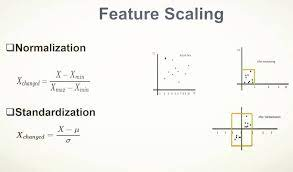 Feature Scaling
❑Normalization
X_changed = (X − X_min) / (X_max − X_min)
❑Standardization
X_changed = (X − μ) / σ